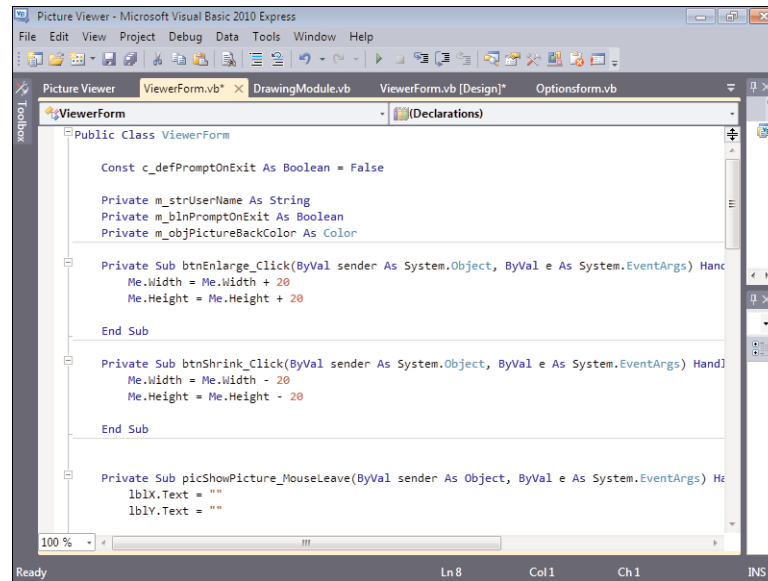 Picture Viewer - Microsoft Visual Basic 2010 Express
File Edit View Project Debug Data Tools Window Help
Toolbox
Picture Viewer ViewerForm.vb* DrawingModule.vb ViewerForm.vb [Design]* Optionsform.vb
ViewerForm (Declarations)
Public Class ViewerForm
Const c_defPromptOnExit As Boolean = False
Private m_strUserName As String
Private m_blnPromptOnExit As Boolean
Private m_objPictureBackColor As Color
Private Sub btnEnlarge_Click(ByVal sender As System.Object, ByVal e As System.EventArgs) Hand
Me.Width = Me.Width + 20
Me.Height = Me.Height + 20
End Sub
Private Sub btnShrink_Click(ByVal sender As System.Object, ByVal e As System.EventArgs) Handl
Me.Width = Me.Width - 20
Me.Height = Me.Height - 20
End Sub
Private Sub picShowPicture_MouseLeave(ByVal sender As Object, ByVal e As System.EventArgs) Ha
lblX.Text = ""
lblY.Text = ""
100 %
Ready Ln 8 Col 1 Ch 1 INS